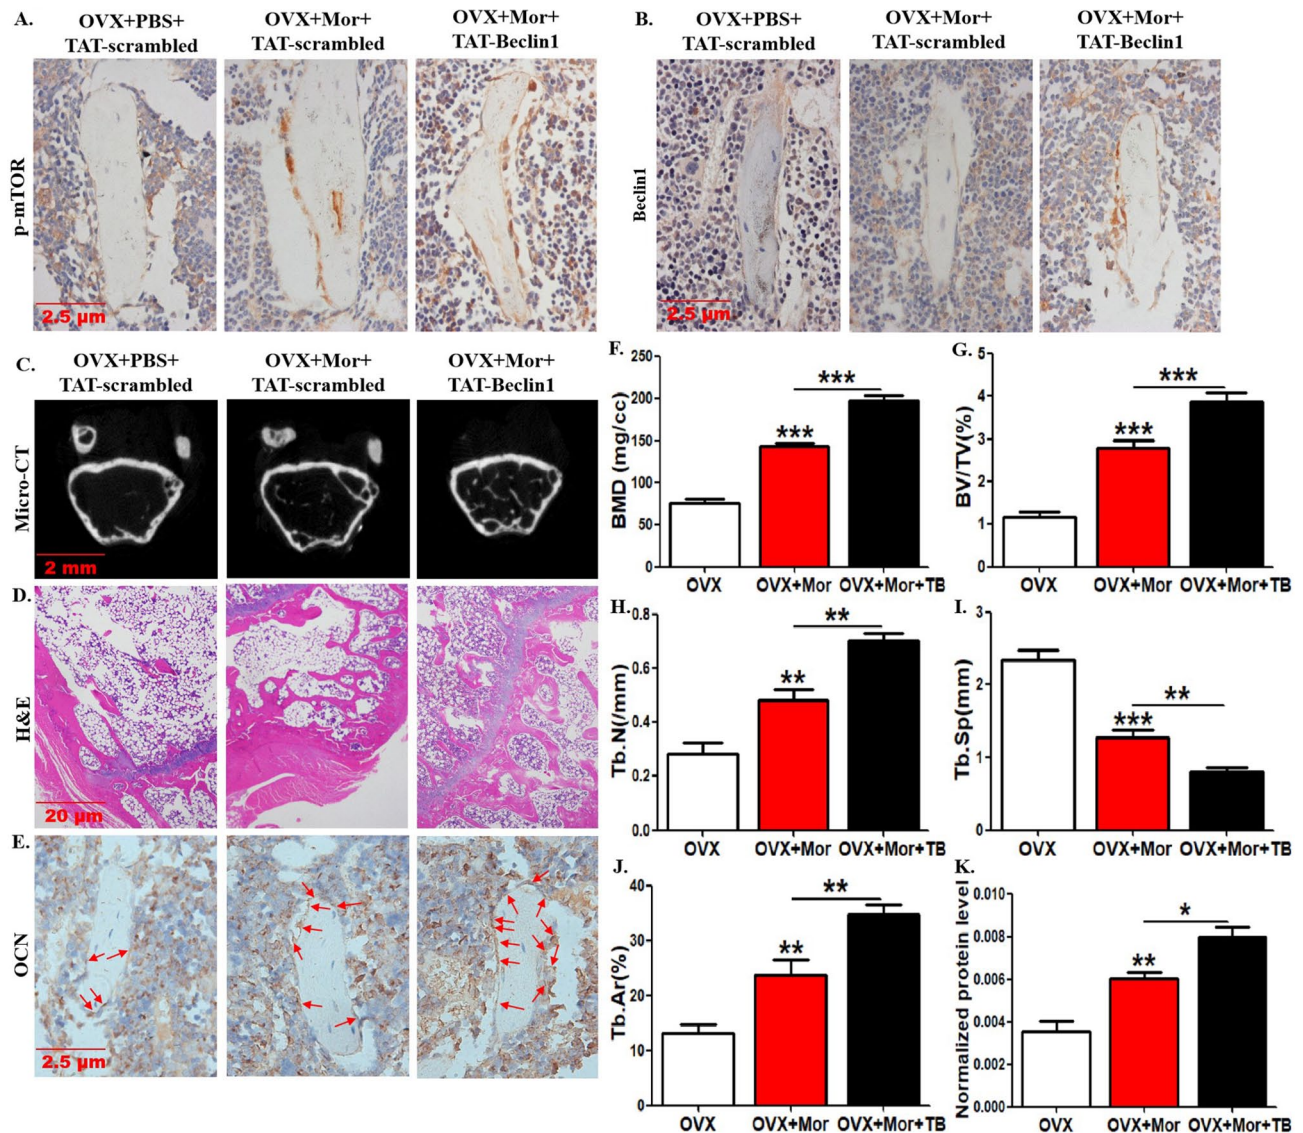 A.
OVX+PBS+
TAT-scrambled
OVX+Mor+
TAT-scrambled
OVX+Mor+
TAT-Beclin1
p-mTOR
2.5 μm
B.
OVX+PBS+
TAT-scrambled
OVX+Mor+
TAT-scrambled
OVX+Mor+
TAT-Beclin1
Beclin1
2.5 μm
C.
OVX+PBS+
TAT-scrambled
OVX+Mor+
TAT-scrambled
OVX+Mor+
TAT-Beclin1
Micro-CT
2 mm
D.
H&E
20 μm
E.
OCN
2.5 μm
F.
BMD (mg/cc)
250
200
150
100
50
0
***
***
OVX
OVX+Mor
OVX+Mor+TB
G.
BV/TV(%)
5
4
3
2
1
0
***
***
OVX
OVX+Mor
OVX+Mor+TB
H.
Tb.N(/mm)
0.8
0.6
0.4
0.2
0.0
**
**
OVX
OVX+Mor
OVX+Mor+TB
I.
Tb.Sp(mm)
3
2
1
0
***
**
OVX
OVX+Mor
OVX+Mor+TB
J.
Tb.Ar(%)
40
30
20
10
0
**
**
OVX
OVX+Mor
OVX+Mor+TB
K.
Normalized protein level
0.010
0.008
0.006
0.004
0.002
0.000
**
*
OVX
OVX+Mor
OVX+Mor+TB